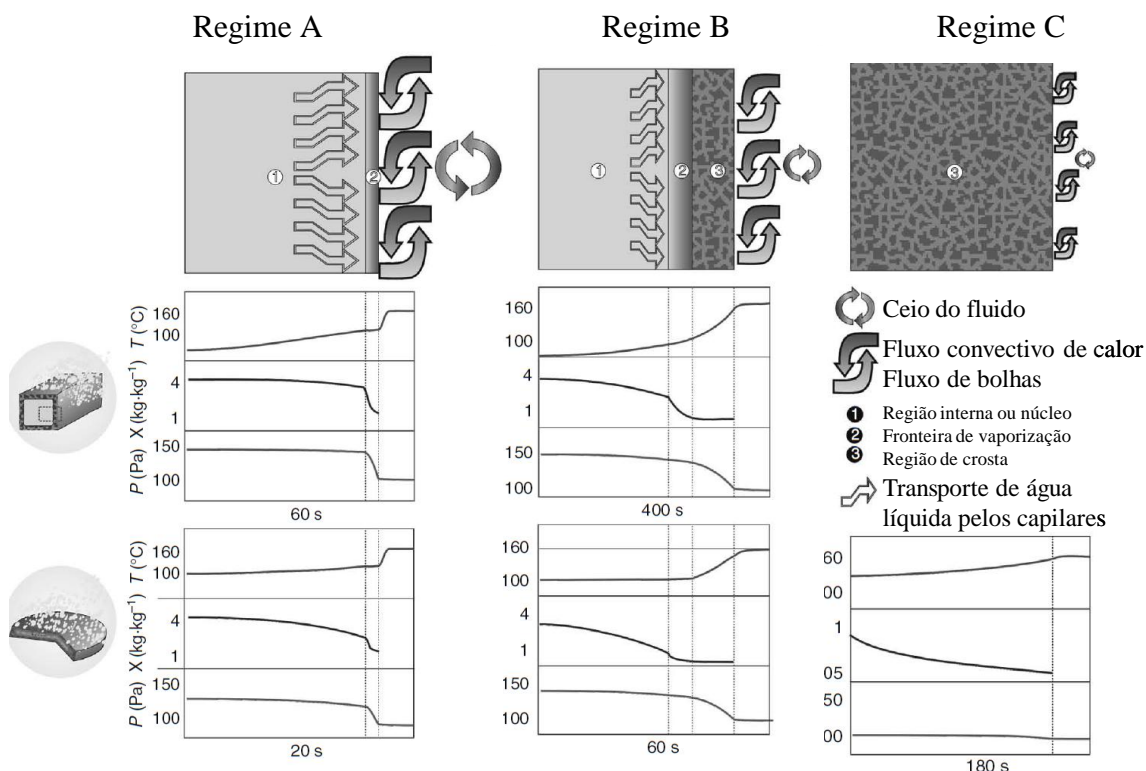 Regime A
Regime B
Regime C
1
2
1
2
3
3
T (°C)
160
100
X (kg·kg⁻¹)
4
1
P (Pa)
150
100
60 s
160
100
4
1
150
100
400 s
Ceio do fluido
Fluxo convectivo de calor
Fluxo de bolhas
1 Região interna ou núcleo
2 Fronteira de vaporização
3 Região de crosta
Transporte de água
líquida pelos capilares
T (°C)
160
100
X (kg·kg⁻¹)
4
1
P (Pa)
150
100
20 s
160
100
4
1
150
100
60 s
60
00
1
05
50
00
180 s